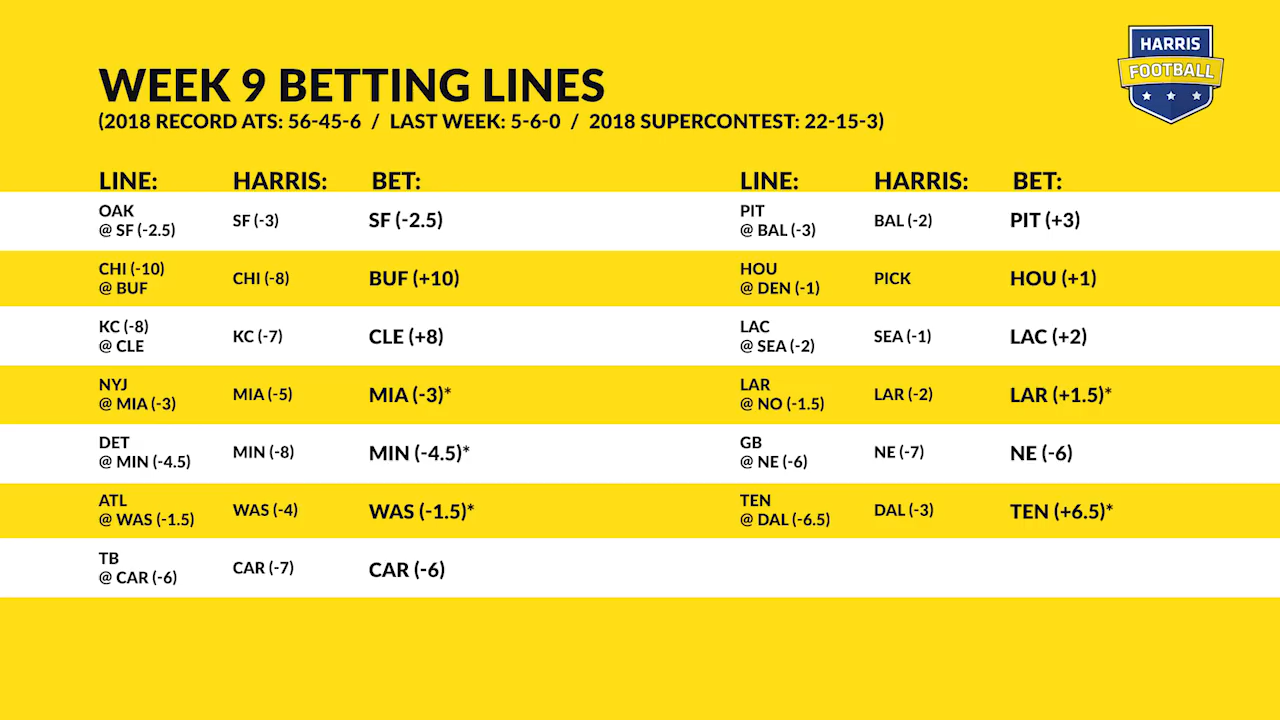 HARRIS
FOOTBALL
WEEK 9 BETTING LINES
(2018 RECORD ATS: 56-45-6 / LAST WEEK: 5-6-0 / 2018 SUPERCONTEST: 22-15-3)
LINE: HARRIS: BET:
OAK
@ SF (-2.5) SF (-3) SF (-2.5)
CHI (-10)
@ BUF CHI (-8) BUF (+10)
KC (-8)
@ CLE KC (-7) CLE (+8)
NYJ
@ MIA (-3) MIA (-5) MIA (-3)*
DET
@ MIN (-4.5) MIN (-8) MIN (-4.5)*
ATL
@ WAS (-1.5) WAS (-4) WAS (-1.5)*
TB
@ CAR (-6) CAR (-7) CAR (-6)
LINE: HARRIS: BET:
PIT
@ BAL (-3) BAL (-2) PIT (+3)
HOU
@ DEN (-1) PICK HOU (+1)
LAC
@ SEA (-2) SEA (-1) LAC (+2)
LAR
@ NO (-1.5) LAR (-2) LAR (+1.5)*
GB
@ NE (-6) NE (-7) NE (-6)
TEN
@ DAL (-6.5) DAL (-3) TEN (+6.5)*